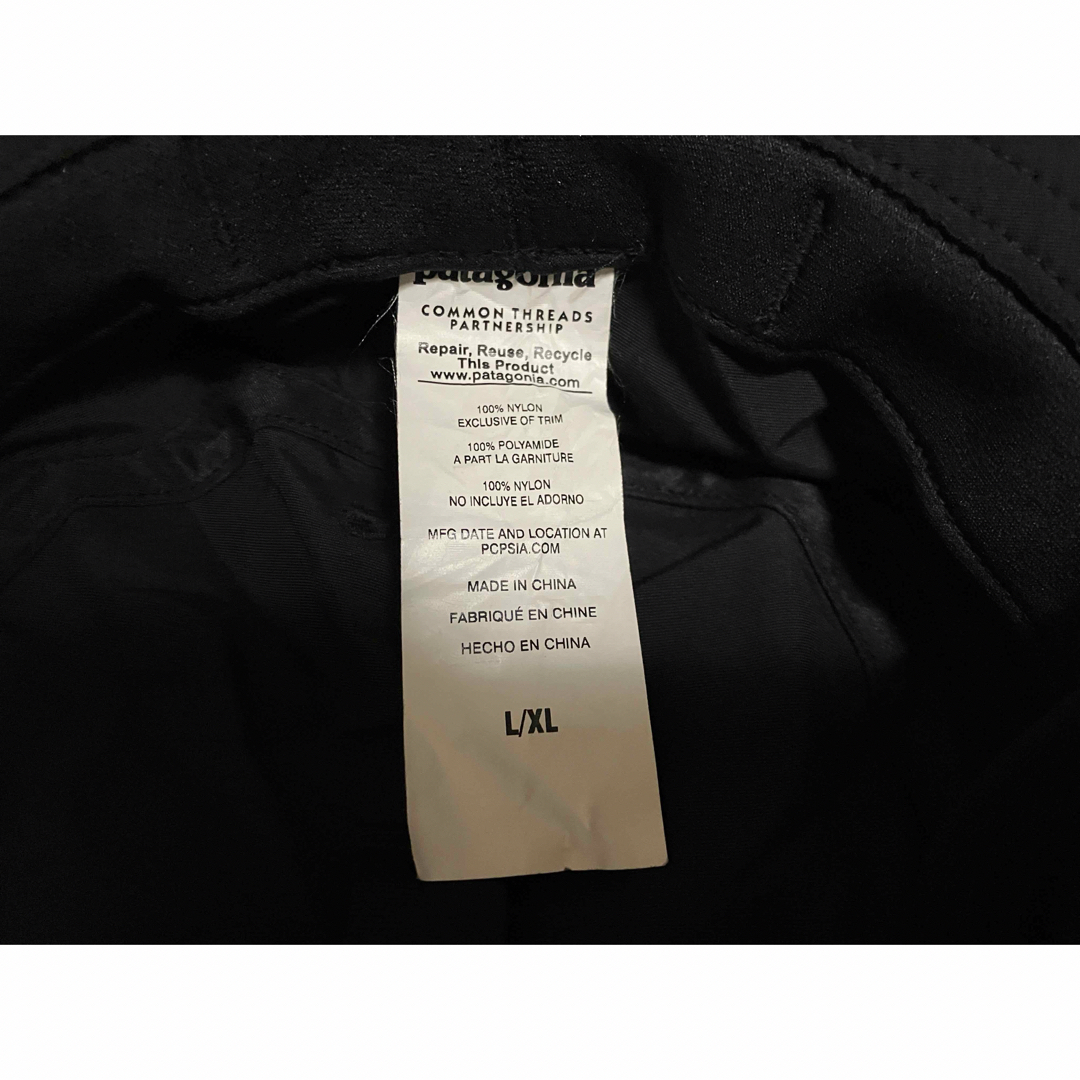 patagonia
COMMON THREADS
PARTNERSHIP
Repair, Reuse, Recycle
This Product
www.patagonia.com
100% NYLON
EXCLUSIVE OF TRIM
100% POLYAMIDE
A PART LA GARNITURE
100% NYLON
NO INCLUYE EL ADORNO
MFG DATE AND LOCATION AT
PCPSIA.COM
MADE IN CHINA
FABRIQUÉ EN CHINE
HECHO EN CHINA
L/XL